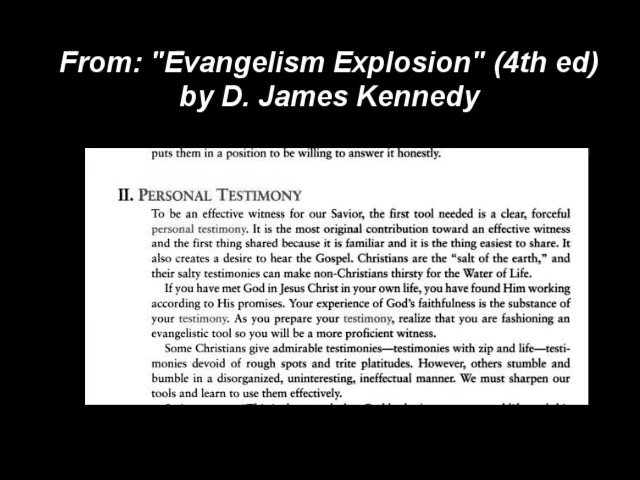 From: "Evangelism Explosion" (4th ed)
by D. James Kennedy
puts them in a position to be willing to answer it honestly.
II. PERSONAL TESTIMONY
To be an effective witness for our Savior, the first tool needed is a clear, forceful
personal testimony. It is the most original contribution toward an effective witness
and the first thing shared because it is familiar and it is the thing easiest to share. It
also creates a desire to hear the Gospel. Christians are the “salt of the earth,” and
their salty testimonies can make non-Christians thirsty for the Water of Life.
If you have met God in Jesus Christ in your own life, you have found Him working
according to His promises. Your experience of God’s faithfulness is the substance of
your testimony. As you prepare your testimony, realize that you are fashioning an
evangelistic tool so you will be a more proficient witness.
Some Christians give admirable testimonies—testimonies with zip and life—testi-
monies devoid of rough spots and trite platitudes. However, others stumble and
bumble in a disorganized, uninteresting, ineffectual manner. We must sharpen our
tools and learn to use them effectively.